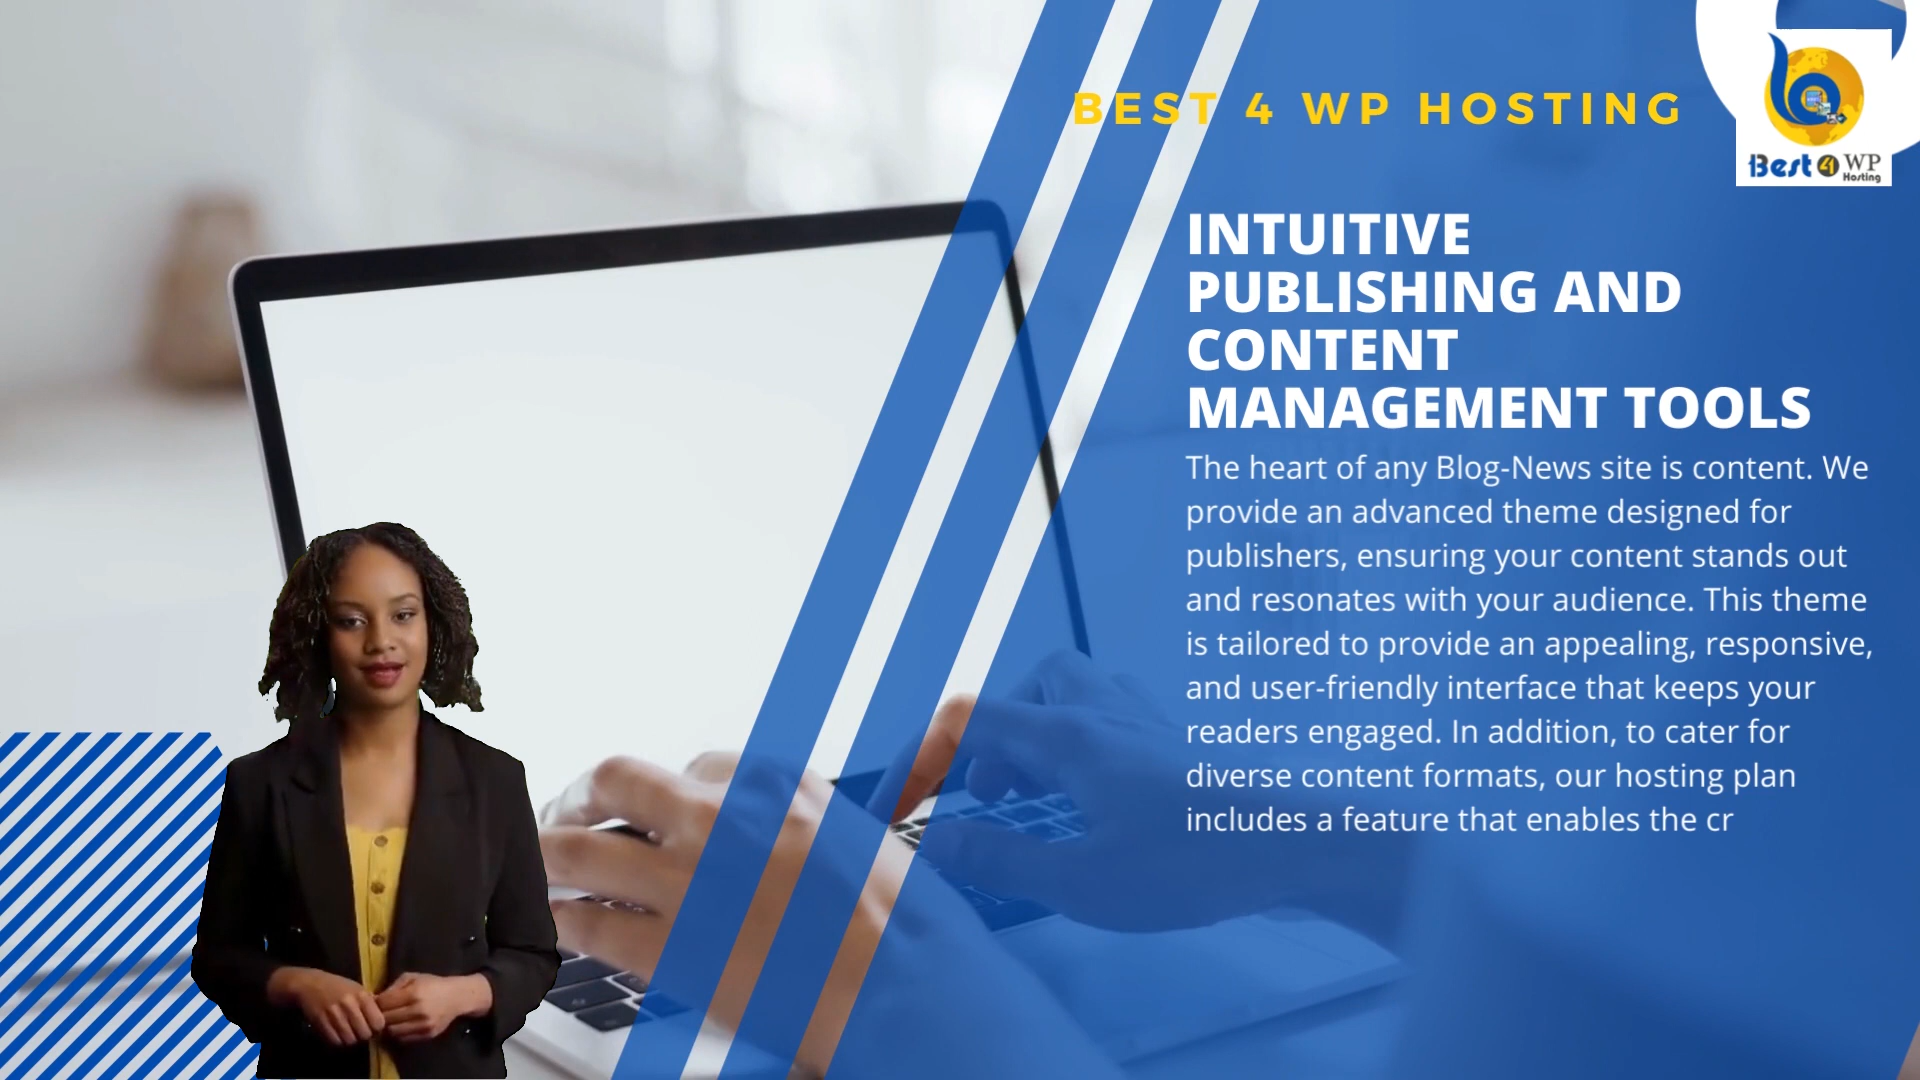 BEST 4 WP HOSTING
Best 4 WP
Hosting
INTUITIVE
PUBLISHING AND
CONTENT
MANAGEMENT TOOLS
The heart of any Blog-News site is content. We
provide an advanced theme designed for
publishers, ensuring your content stands out
and resonates with your audience. This theme
is tailored to provide an appealing, responsive,
and user-friendly interface that keeps your
readers engaged. In addition, to cater for
diverse content formats, our hosting plan
includes a feature that enables the cr